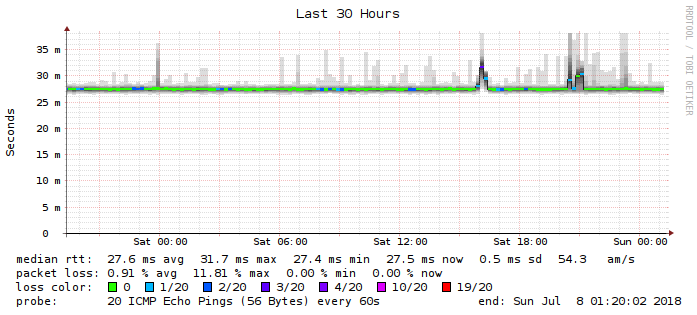 Last 30 Hours
RRDTOOL / TOBI OETIKER
Seconds
35 m
30 m
25 m
20 m
15 m
10 m
5 m
0
Sat 00:00 Sat 06:00 Sat 12:00 Sat 18:00 Sun 00:00
median rtt: 27.6 ms avg 31.7 ms max 27.4 ms min 27.5 ms now 0.5 ms sd 54.3 am/s
packet loss: 0.91 % avg 11.81 % max 0.00 % min 0.00 % now
loss color: 0 1/20 2/20 3/20 4/20 10/20 19/20
probe: 20 ICMP Echo Pings (56 Bytes) every 60s end: Sun Jul 8 01:20:02 2018